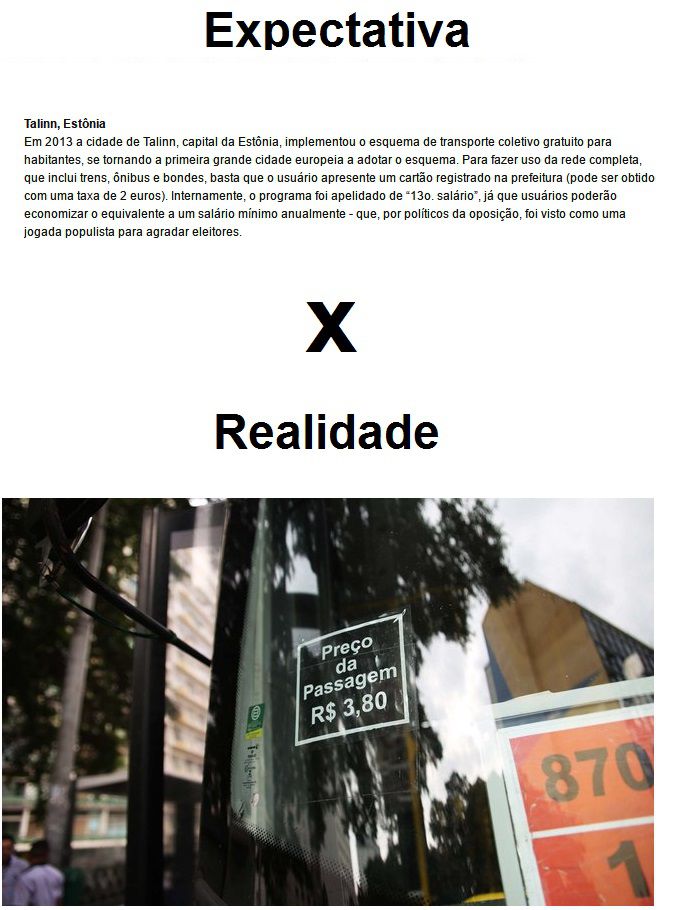 Expectativa
Talinn, Estônia
Em 2013 a cidade de Talinn, capital da Estônia, implementou o esquema de transporte coletivo gratuito para
habitantes, se tornando a primeira grande cidade europeia a adotar o esquema. Para fazer uso da rede completa,
que inclui trens, ônibus e bondes, basta que o usuário apresente um cartão registrado na prefeitura (pode ser obtido
com uma taxa de 2 euros). Internamente, o programa foi apelidado de “13o. salário”, já que usuários poderão
economizar o equivalente a um salário mínimo anualmente - que, por políticos da oposição, foi visto como uma
jogada populista para agradar eleitores.
x
Realidade
Preço
da
Passagem
R$ 3,80
870
1